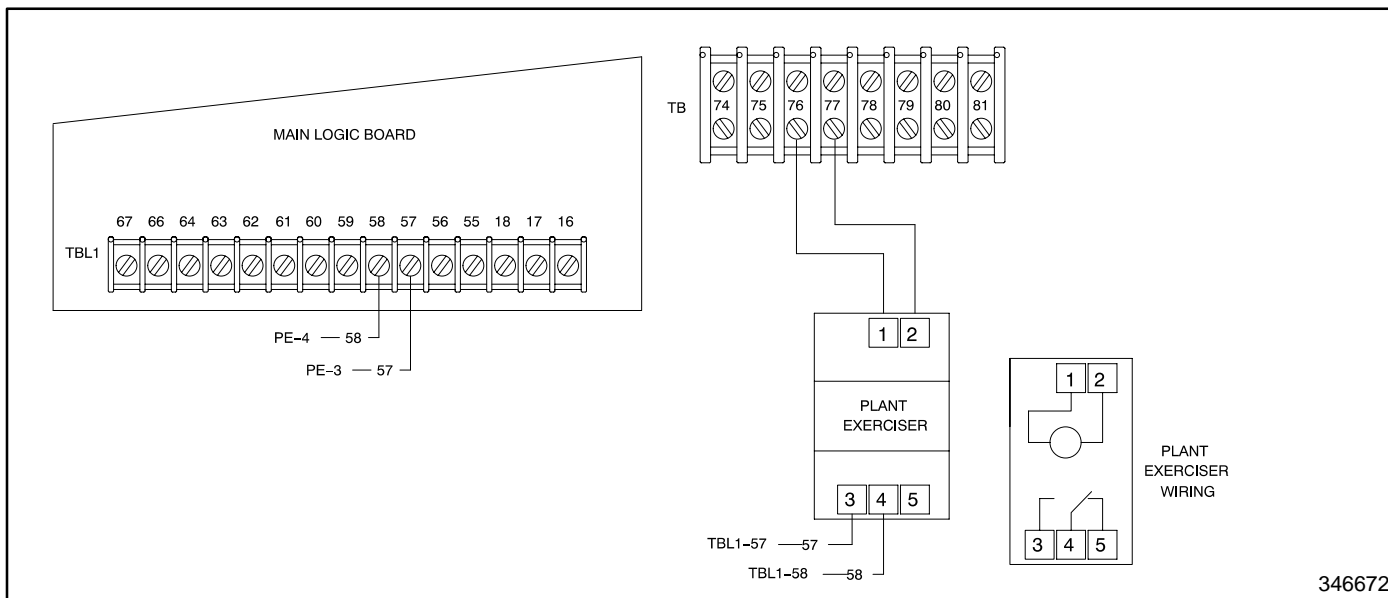 MAIN LOGIC BOARD
67 66 64 63 62 61 60 59 58 57 56 55 18 17 16
TBL1
PE–4 58
PE–3 57
TB
74 75 76 77 78 79 80 81
1 2
PLANT
EXERCISER
3 4 5
TBL1–57 57
TBL1–58 58
1 2
3 4 5
PLANT
EXERCISER
WIRING
346672